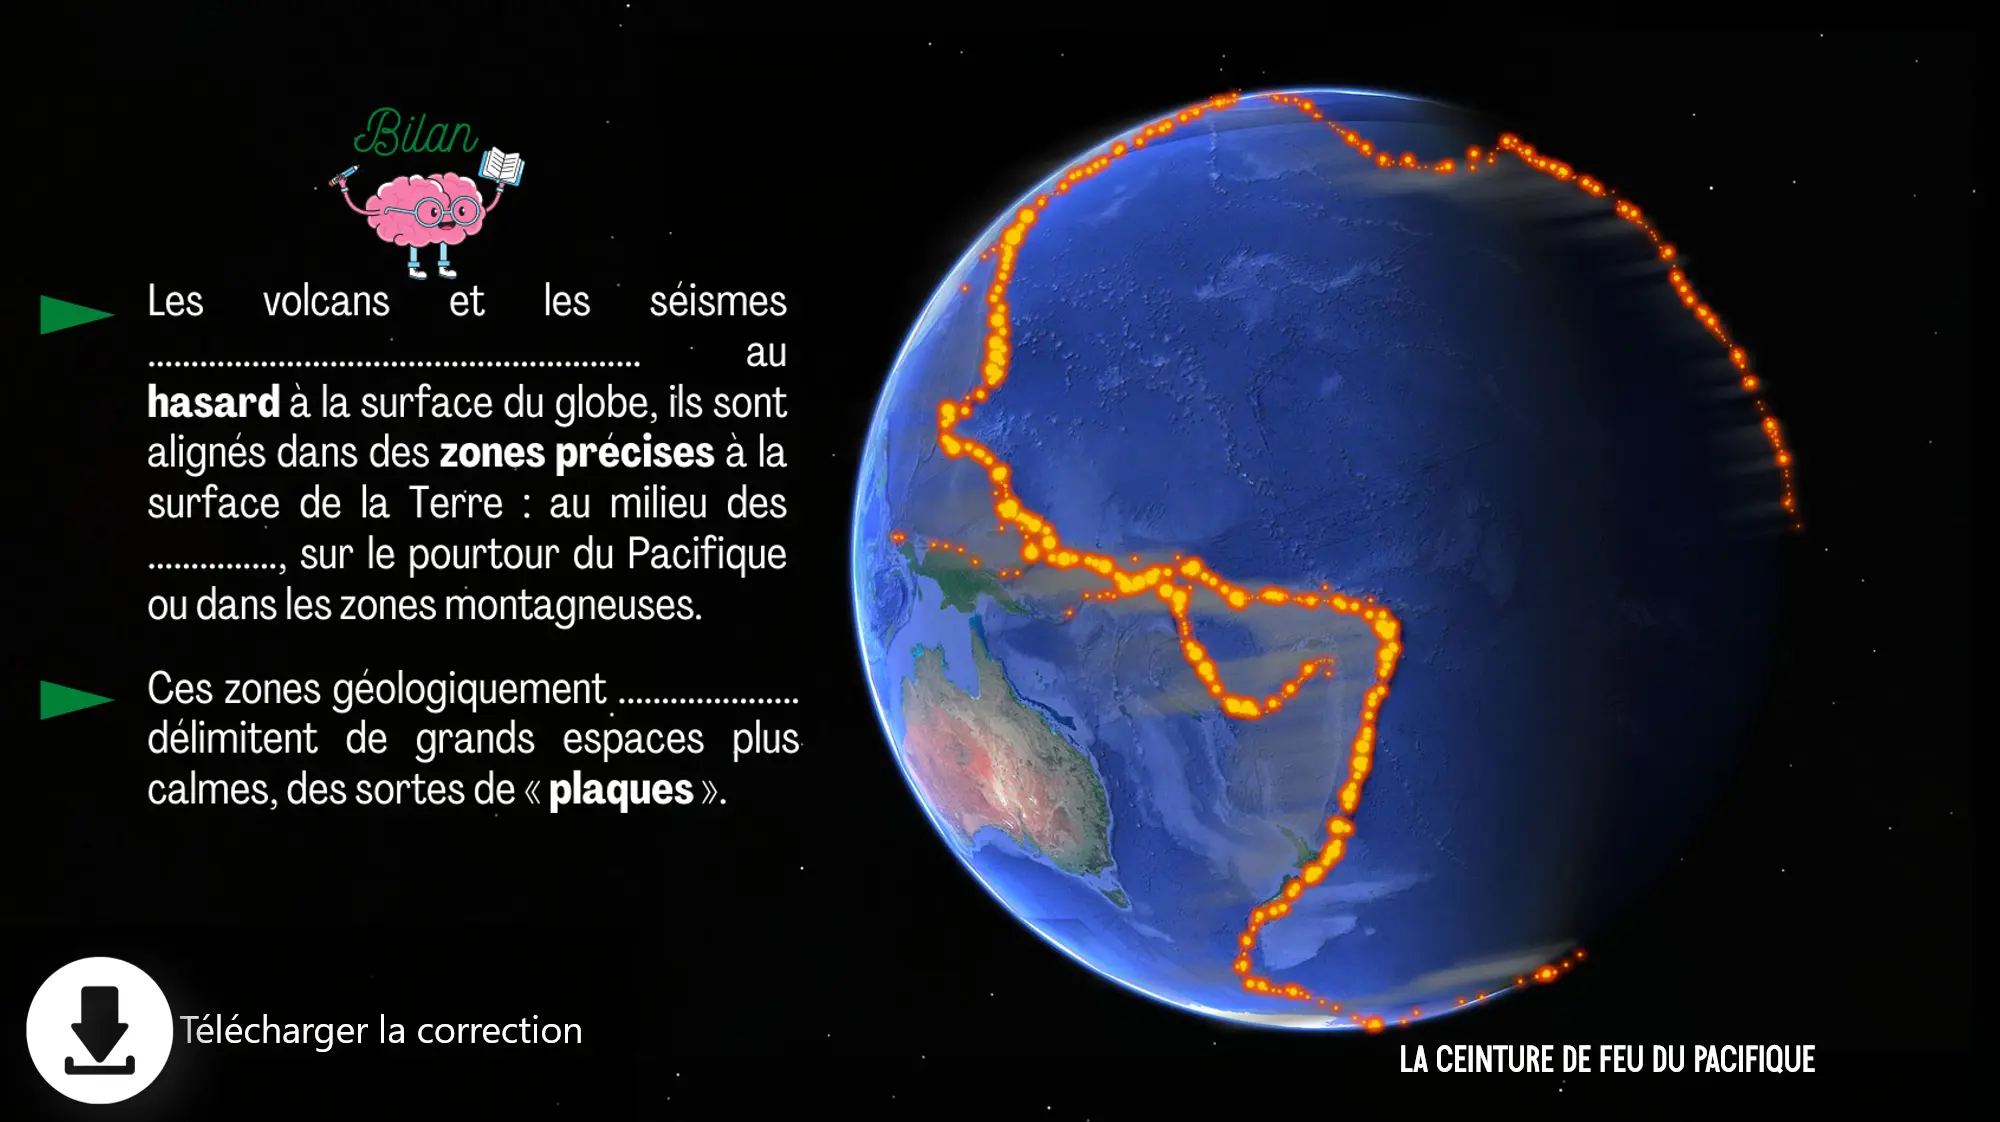 Bilan
Les volcans et les séismes
......................................................... au
hasard à la surface du globe, ils sont
alignés dans des zones précises à la
surface de la Terre : au milieu des
..............., sur le pourtour du Pacifique
ou dans les zones montagneuses.
Ces zones géologiquement .....................
délimitent de grands espaces plus
calmes, des sortes de « plaques ».
Télécharger la correction
LA CEINTURE DE FEU DU PACIFIQUE